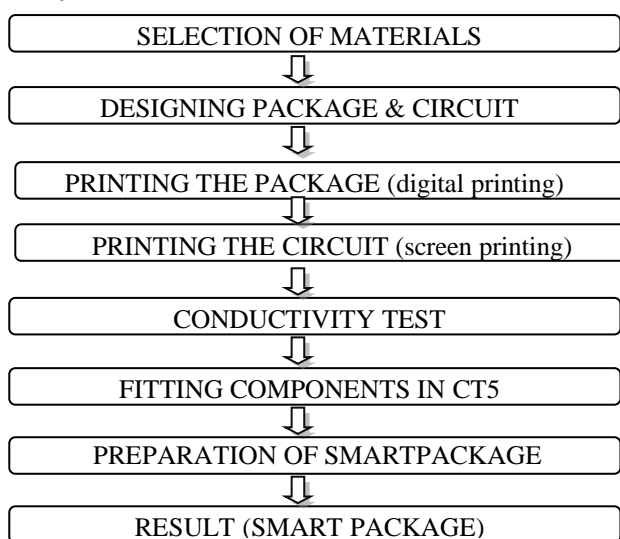 SELECTION OF MATERIALS
DESIGNING PACKAGE & CIRCUIT
PRINTING THE PACKAGE (digital printing)
PRINTING THE CIRCUIT (screen printing)
CONDUCTIVITY TEST
FITTING COMPONENTS IN CT5
PREPARATION OF SMARTPACKAGE
RESULT (SMART PACKAGE)